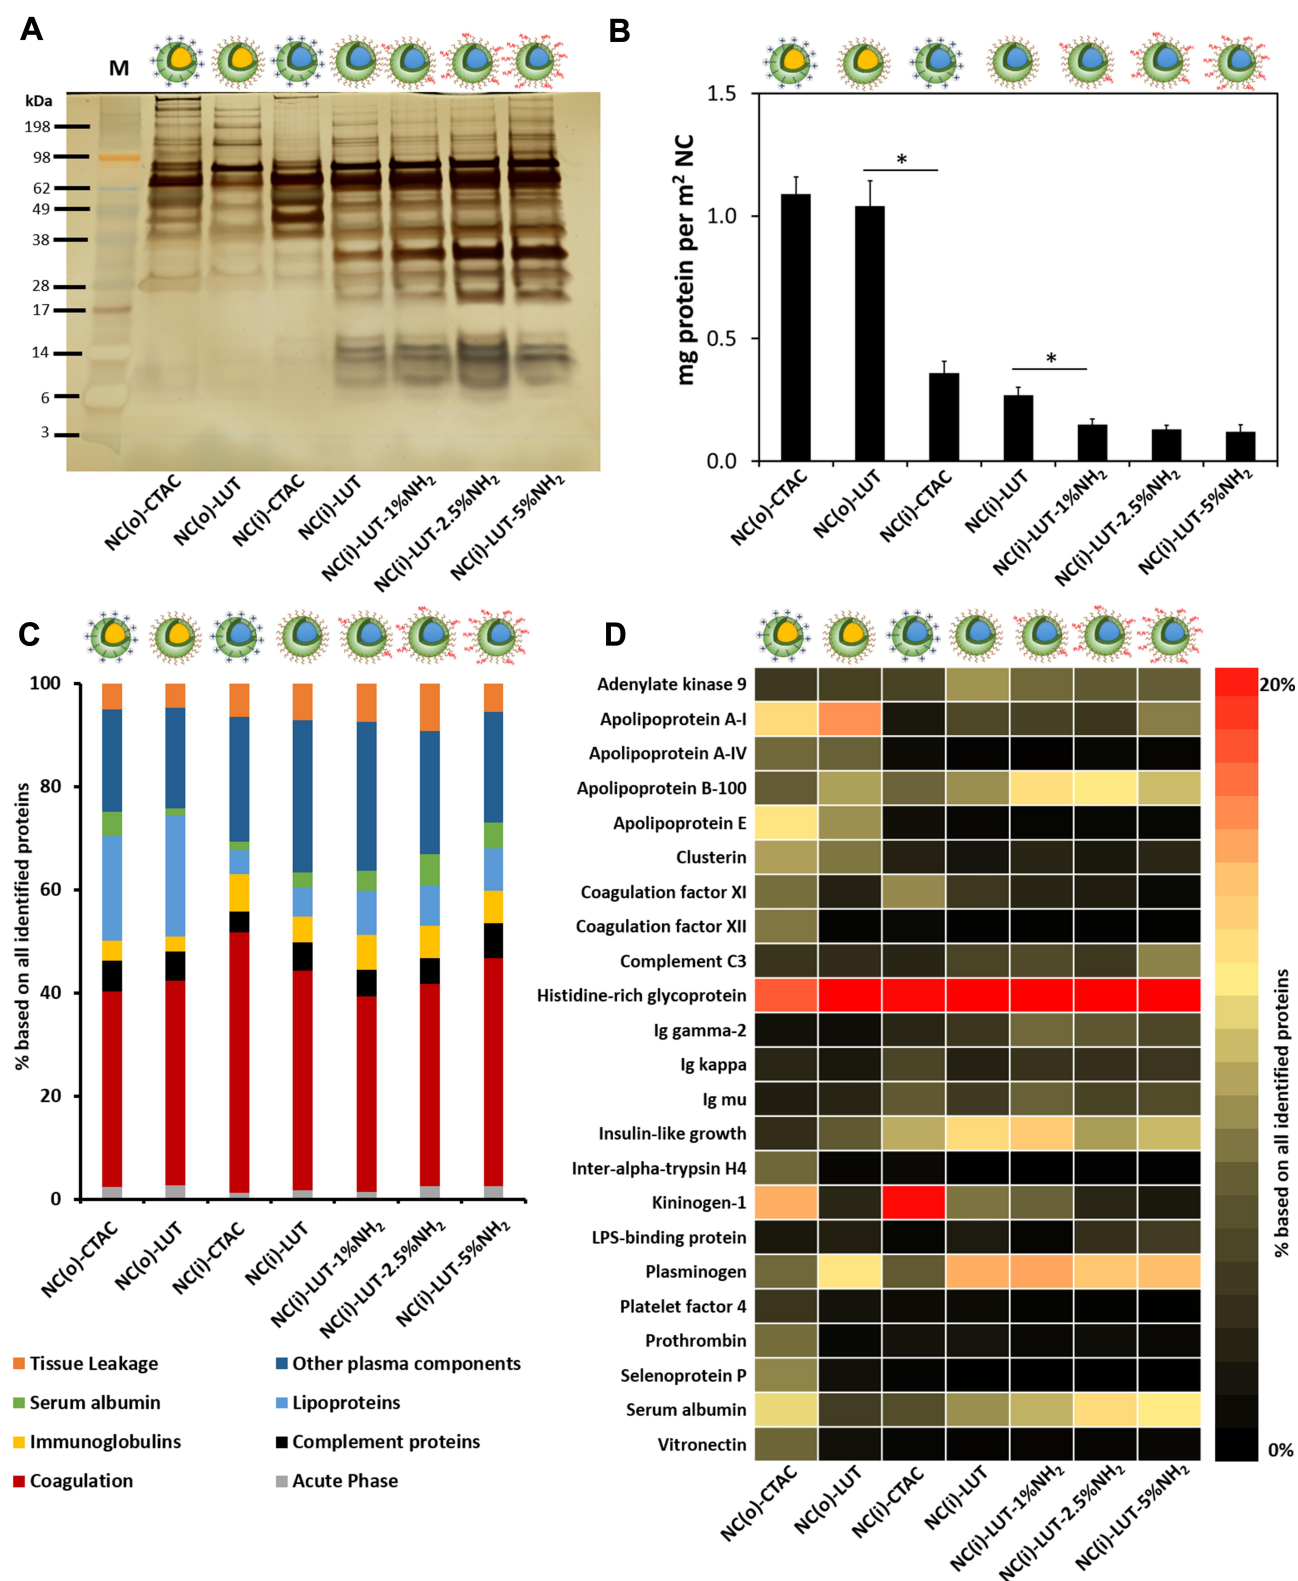 A
M
kDa
198
98
62
49
38
28
17
14
6
3
NC(o)-CTAC
NC(o)-LUT
NC(i)-CTAC
NC(i)-LUT
NC(i)-LUT-1%NH2
NC(i)-LUT-2.5%NH2
NC(i)-LUT-5%NH2
B
mg protein per m2 NC
1.5
1.0
0.5
0.0
*
*
NC(o)-CTAC
NC(o)-LUT
NC(i)-CTAC
NC(i)-LUT
NC(i)-LUT-1%NH2
NC(i)-LUT-2.5%NH2
NC(i)-LUT-5%NH2
C
% based on all identified proteins
100
80
60
40
20
0
NC(o)-CTAC
NC(o)-LUT
NC(i)-CTAC
NC(i)-LUT
NC(i)-LUT-1%NH2
NC(i)-LUT-2.5%NH2
NC(i)-LUT-5%NH2
Tissue Leakage
Other plasma components
Serum albumin
Lipoproteins
Immunoglobulins
Complement proteins
Coagulation
Acute Phase
D
Adenylate kinase 9
Apolipoprotein A-I
Apolipoprotein A-IV
Apolipoprotein B-100
Apolipoprotein E
Clusterin
Coagulation factor XI
Coagulation factor XII
Complement C3
Histidine-rich glycoprotein
Ig gamma-2
Ig kappa
Ig mu
Insulin-like growth
Inter-alpha-trypsin H4
Kininogen-1
LPS-binding protein
Plasminogen
Platelet factor 4
Prothrombin
Selenoprotein P
Serum albumin
Vitronectin
20%
0%
% based on all identified proteins
NC(o)-CTAC
NC(o)-LUT
NC(i)-CTAC
NC(i)-LUT
NC(i)-LUT-1%NH2
NC(i)-LUT-2.5%NH2
NC(i)-LUT-5%NH2